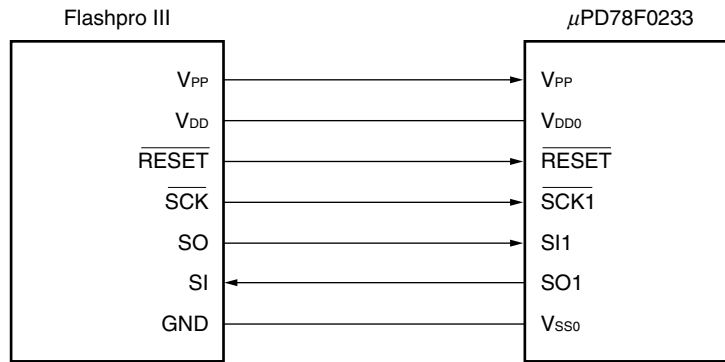 Flashpro III
μPD78F0233
VPP
VPP
VDD
VDD0
RESET
RESET
SCK
SCK1
SO
SI1
SI
SO1
GND
VSS0